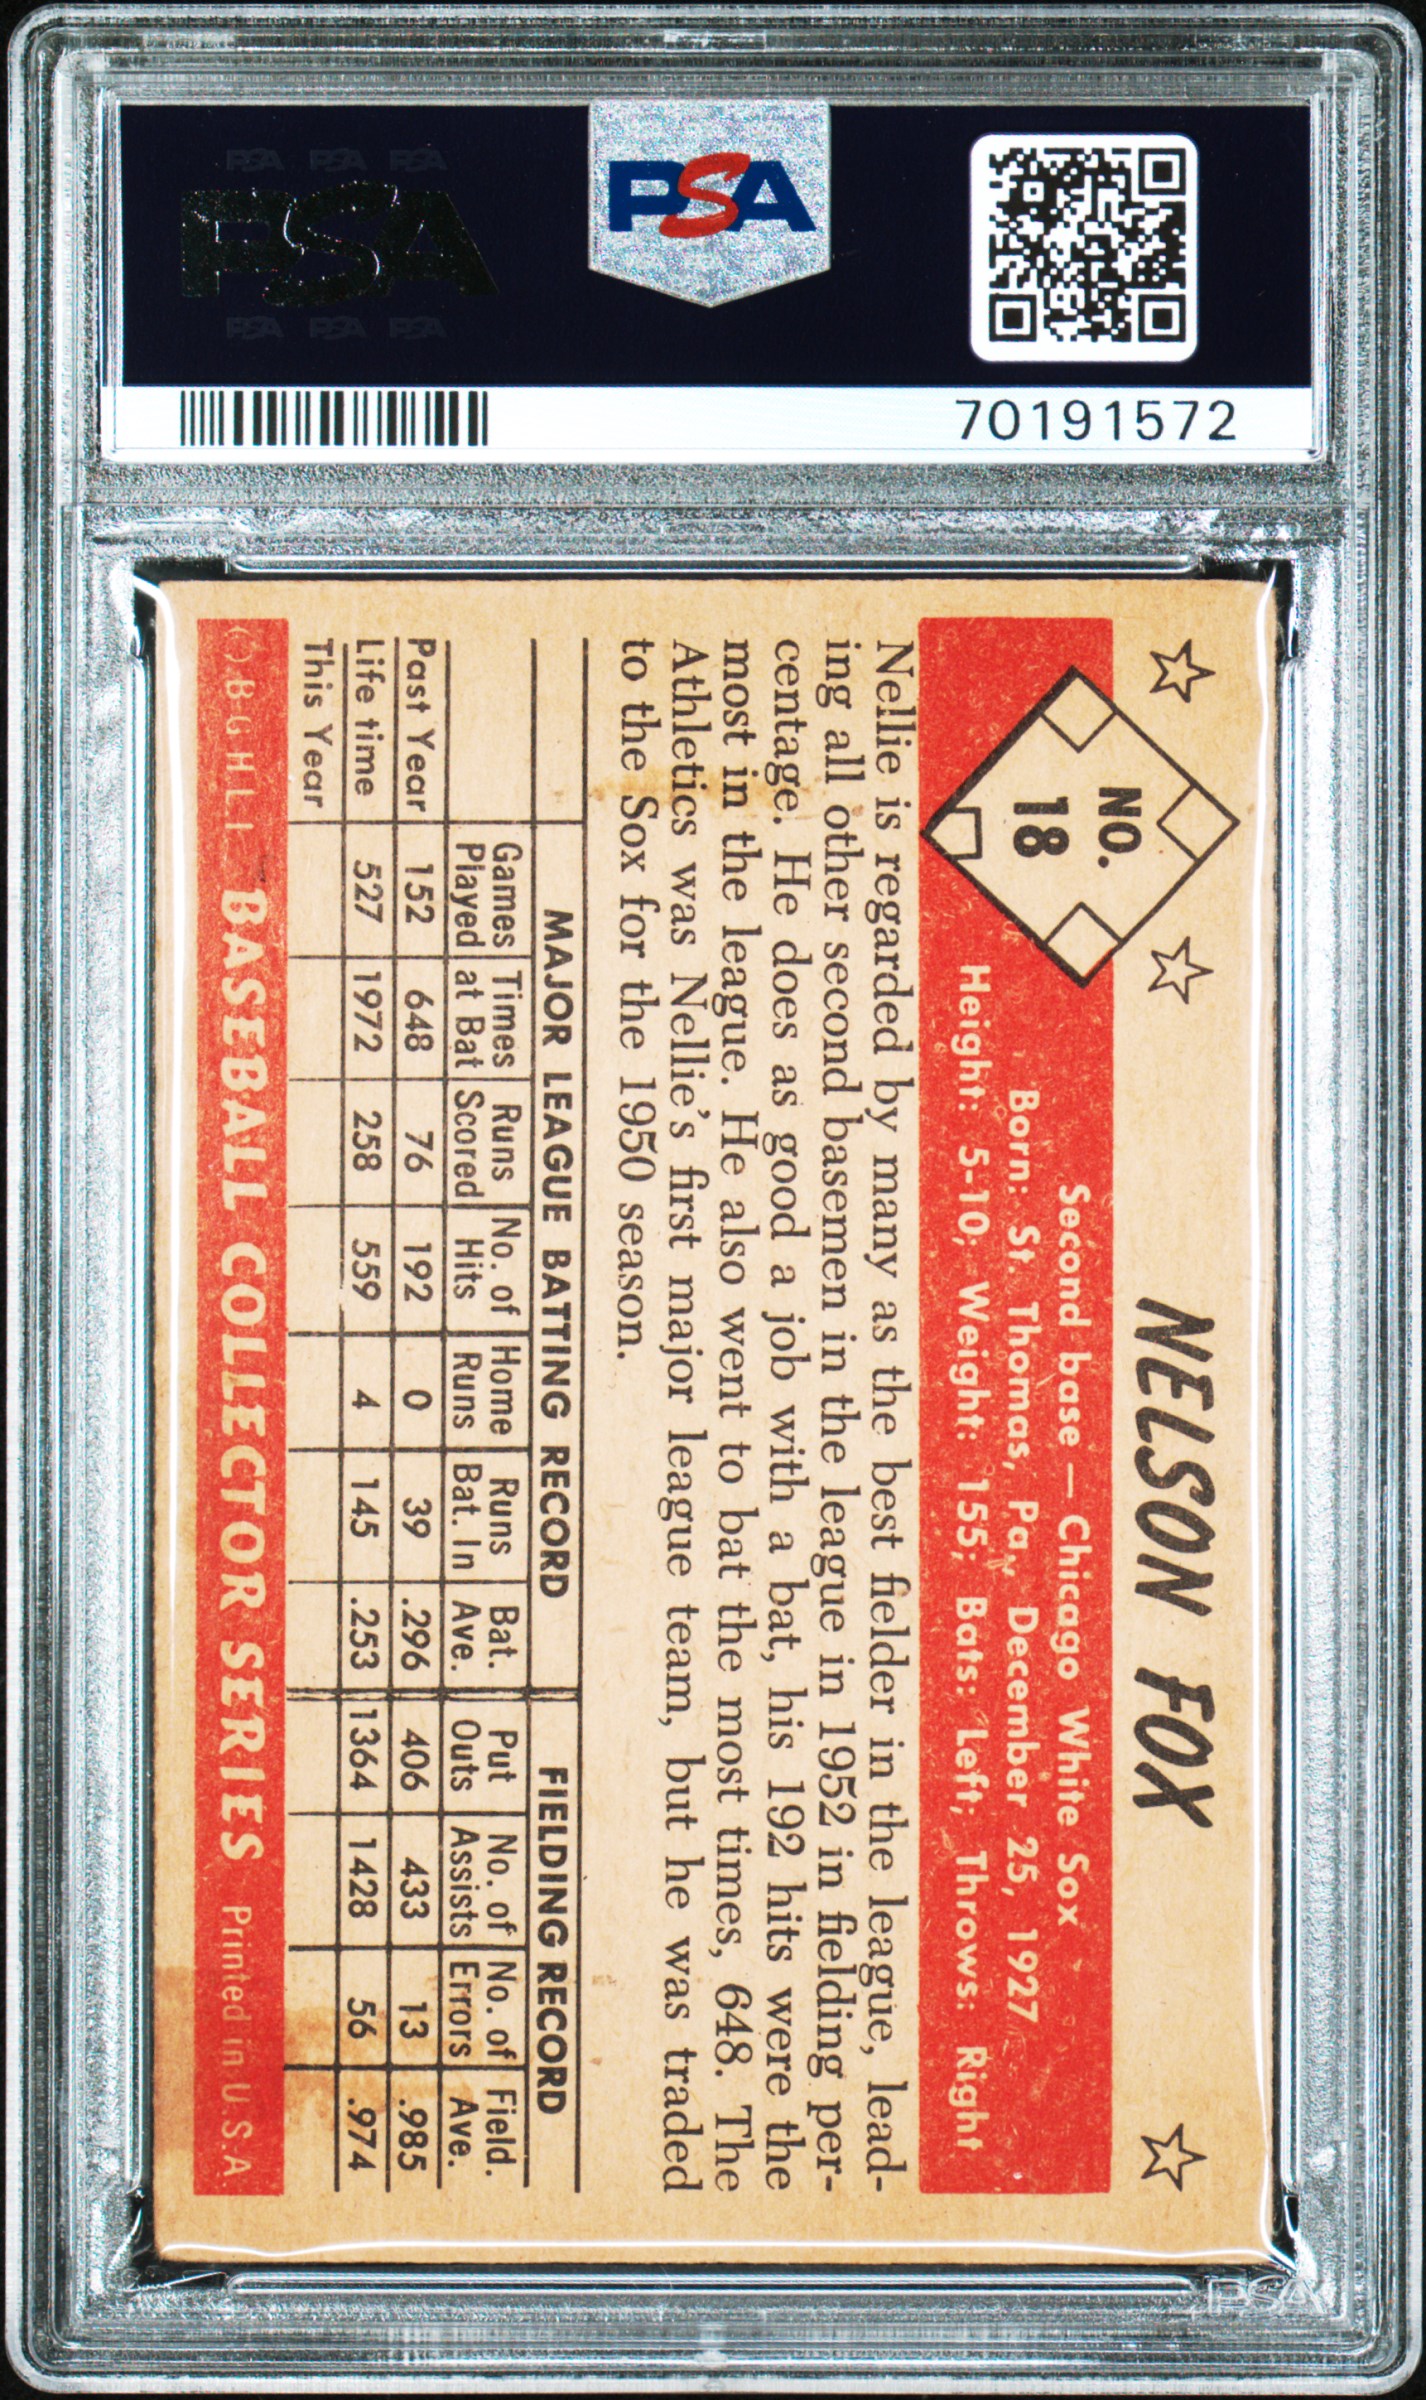 PSA PSA PSA
PSA
PSA PSA PSA
PSA
70191572
NELSON FOX
NO.
18
Second base — Chicago White Sox
Born: St. Thomas, Pa., December 25, 1927
Height: 5-10; Weight: 155; Bats: Left; Throws: Right
Nellie is regarded by many as the best fielder in the league, lead-
ing all other second basemen in the league in 1952 in fielding per-
centage. He does as good a job with a bat, his 192 hits were the
most in the league. He also went to bat the most times, 648. The
Athletics was Nellie's first major league team, but he was traded
to the Sox for the 1950 season.
MAJOR LEAGUE BATTING RECORD FIELDING RECORD
Games Times Runs No. of Home Runs Bat. Put No. of No. of Field.
Played at Bat Scored Hits Runs Bat. In Ave. Outs Assists Errors Ave.
Past Year 152 648 76 192 0 39 .296 406 433 13 .985
Life time 527 1972 258 559 4 145 .253 1364 1428 56 .974
This Year
BASEBALL COLLECTOR SERIES Printed in U.S.A
PSA